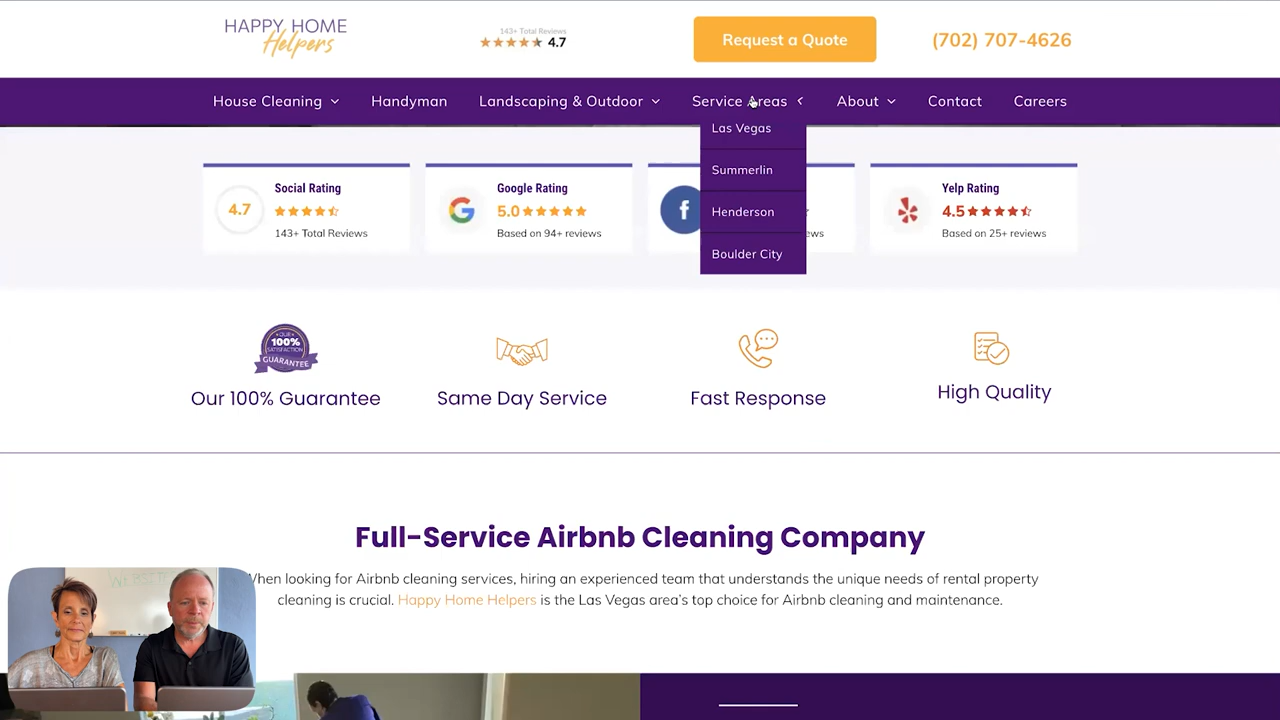 HAPPY HOME
Helpers
143+ Total Reviews
4.7
Request a Quote
(702) 707-4626
House Cleaning
Handyman
Landscaping & Outdoor
Service Areas
About
Contact
Careers
Las Vegas
Summerlin
Henderson
Boulder City
4.7
Social Rating
143+ Total Reviews
G
Google Rating
5.0
Based on 94+ reviews
f
Yelp Rating
4.5
Based on 25+ reviews
OUR
100%
SATISFACTION
GUARANTEE
Our 100% Guarantee
Same Day Service
Fast Response
High Quality
Full-Service Airbnb Cleaning Company
When looking for Airbnb cleaning services, hiring an experienced team that understands the unique needs of rental property
cleaning is crucial. Happy Home Helpers is the Las Vegas area's top choice for Airbnb cleaning and maintenance.